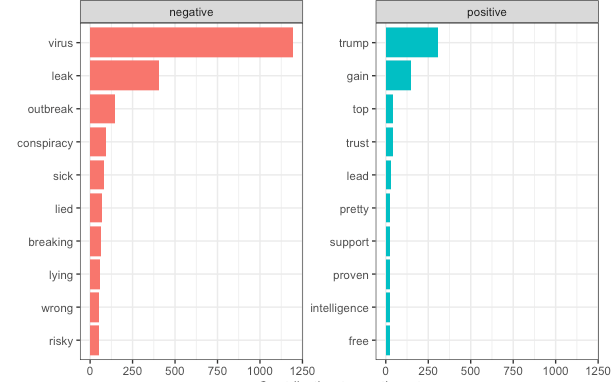 negative
virus
leak
outbreak
conspiracy
sick
lied
breaking
lying
wrong
risky
0 250 500 750 1000 1250
positive
trump
gain
top
trust
lead
pretty
support
proven
intelligence
free
0 250 500 750 1000 1250